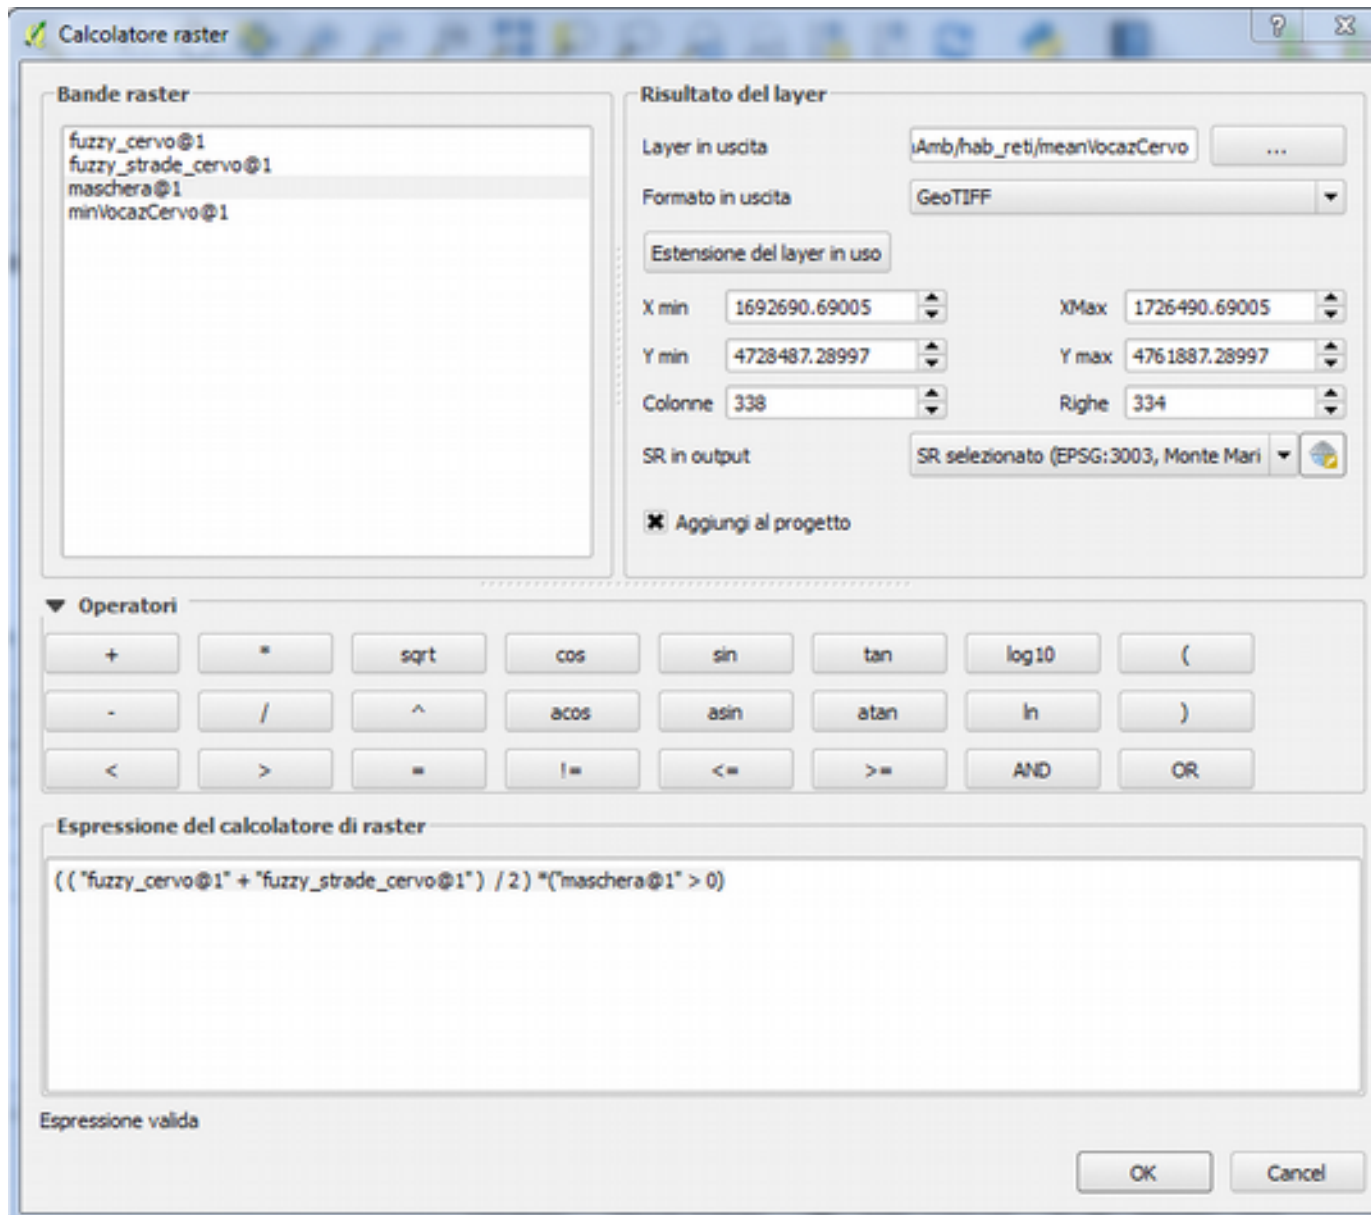 Calcolatore raster
Bande raster
fuzzy_cervo@1
fuzzy_strade_cervo@1
maschera@1
minVocazCervo@1
Risultato del layer
Layer in uscita
Amb/hab_reti/meanVocazCervo
...
Formato in uscita
GeoTIFF
Estensione del layer in uso
X min 1692690.69005 XMax 1726490.69005
Y min 4728487.28997 Y max 4761887.28997
Colonne 338 Righe 334
SR in output SR selezionato (EPSG:3003, Monte Mari
Aggiungi al progetto
Operatori
+ * sqrt cos sin tan log10 (
- / ^ acos asin atan ln )
< > = != <= >= AND OR
Espressione del calcolatore di raster
( ( "fuzzy_cervo@1" + "fuzzy_strade_cervo@1" ) / 2 ) *("maschera@1" > 0)
Espressione valida
OK Cancel